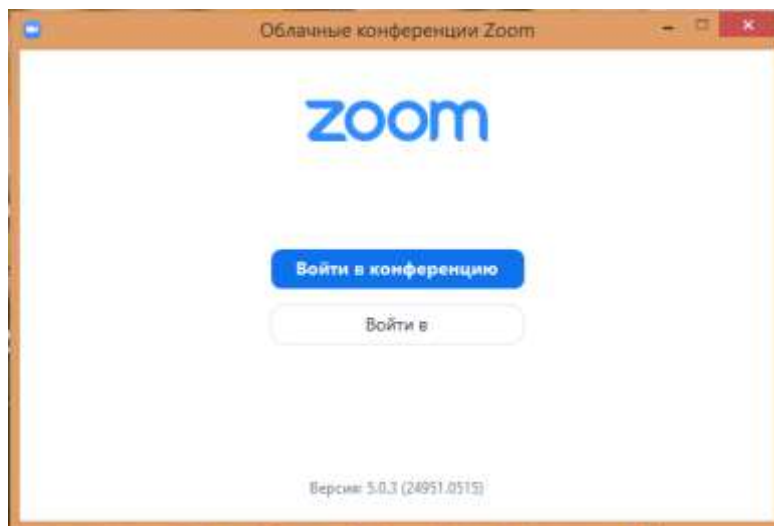 Облачные конференции Zoom
zoom
Войти в конференцию
Войти в
Версия: 5.0.3 (24951.0515)